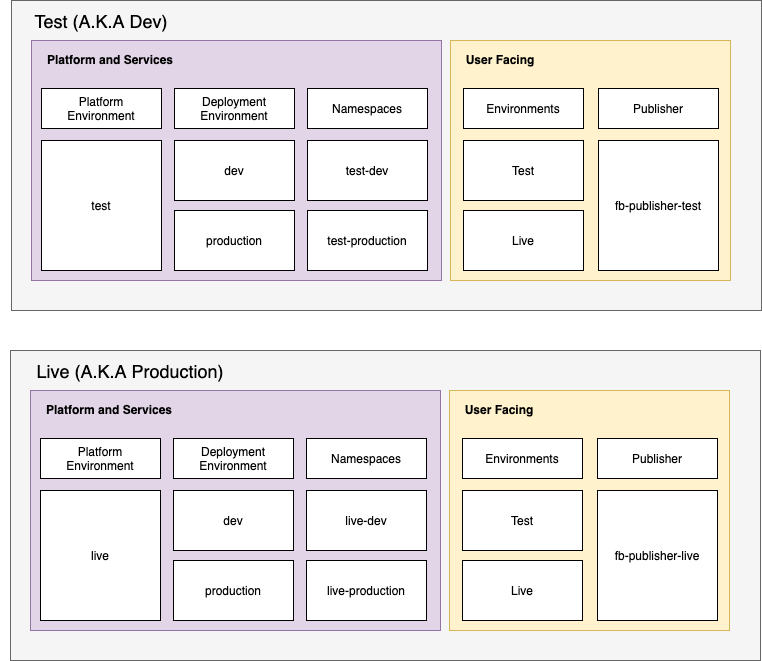 Test (A.K.A Dev)
Platform and Services
User Facing
Platform
Environment
Deployment
Environment
Namespaces
Environments
Publisher
test
dev
test-dev
Test
fb-publisher-test
production
test-production
Live
Live (A.K.A Production)
Platform and Services
User Facing
Platform
Environment
Deployment
Environment
Namespaces
Environments
Publisher
live
dev
live-dev
Test
fb-publisher-live
production
live-production
Live